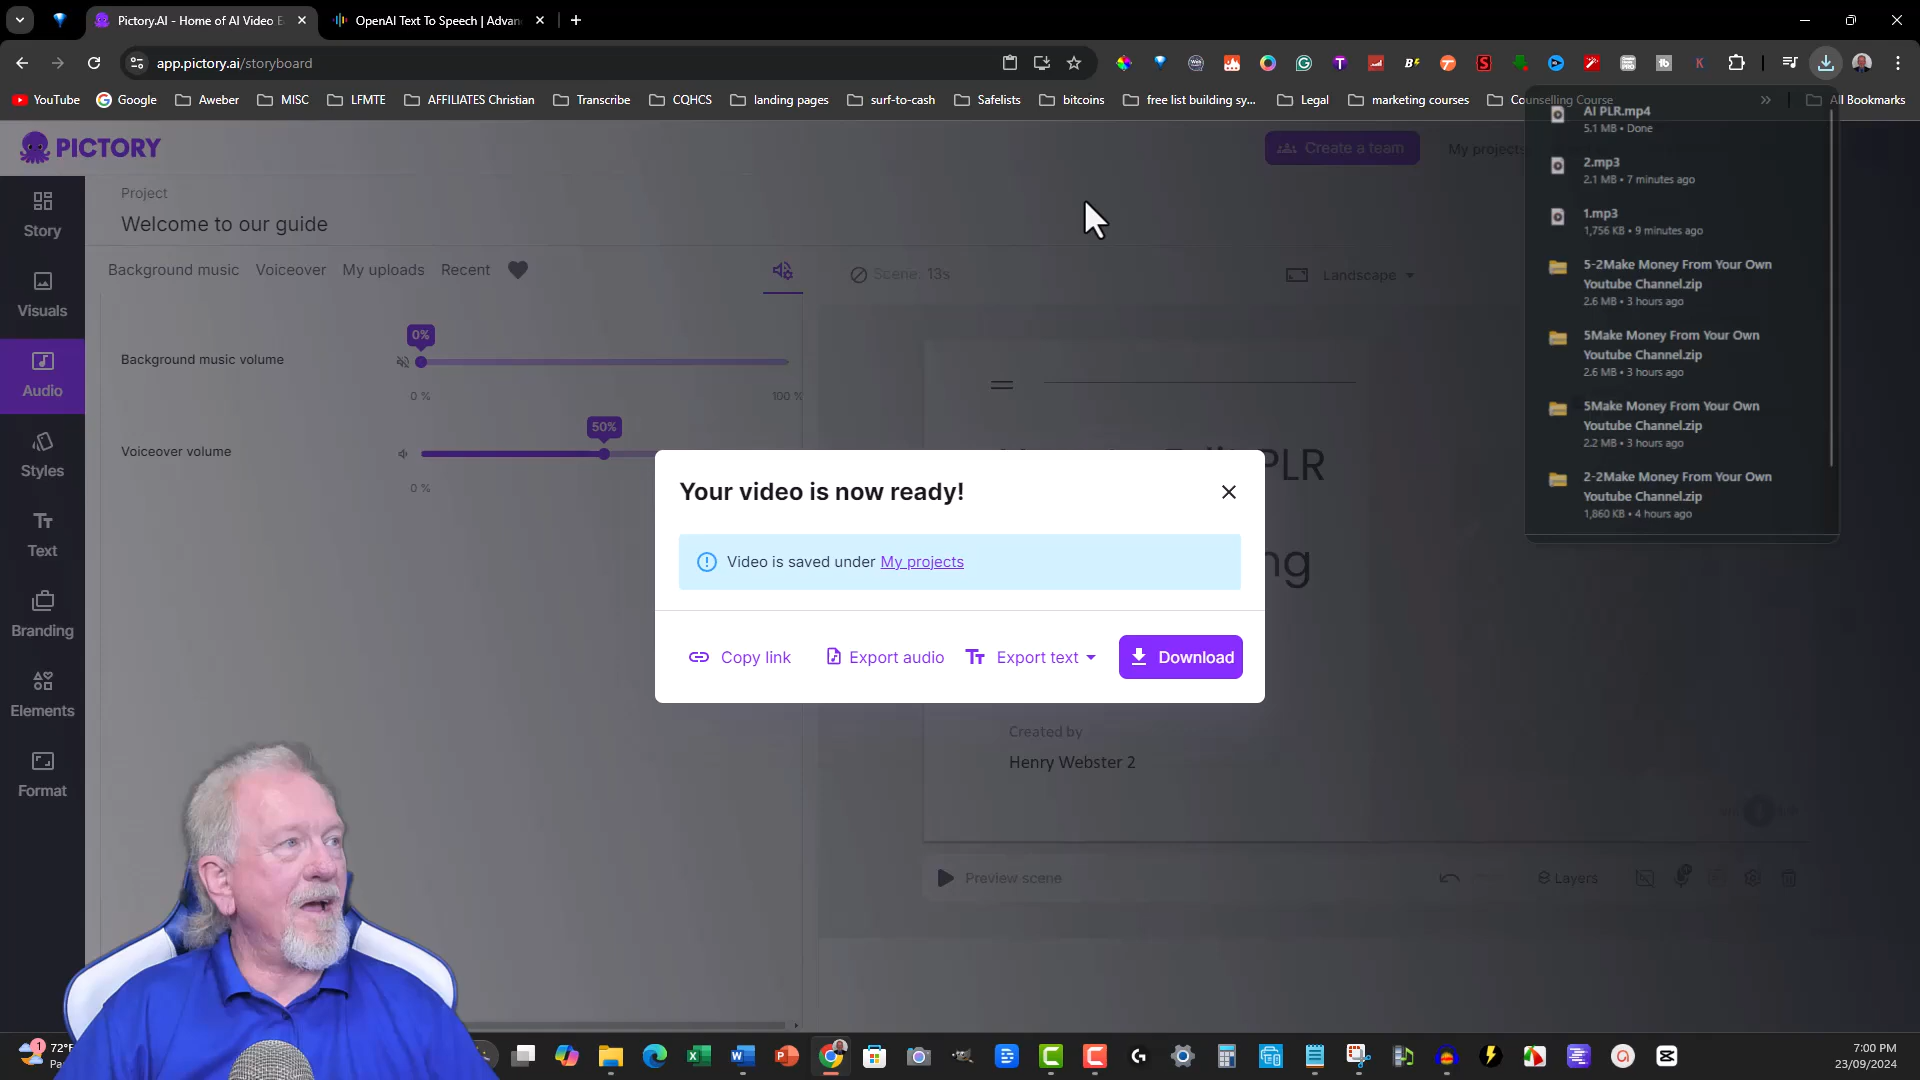 Pictory.AI - Home of AI Video E
OpenAI Text To Speech | Advan
app.pictory.ai/storyboard
YouTube
Google
Aweber
MISC
LFMTE
AFFILIATES Christian
Transcribe
CQHCS
landing pages
surf-to-cash
Safelists
bitcoins
free list building sy...
Legal
marketing courses
Counselling Course
All Bookmarks
PICTORY
Create a team
My projects
AI PLR.mp4
5.1 MB • Done
2.mp3
2.1 MB • 7 minutes ago
1.mp3
1,756 KB • 9 minutes ago
5-2Make Money From Your Own
Youtube Channel.zip
2.6 MB • 3 hours ago
5Make Money From Your Own
Youtube Channel.zip
2.6 MB • 3 hours ago
5Make Money From Your Own
Youtube Channel.zip
2.2 MB • 3 hours ago
2-2Make Money From Your Own
Youtube Channel.zip
1,860 KB • 4 hours ago
Story
Visuals
Audio
Styles
Text
Branding
Elements
Format
Project
Welcome to our guide
Background music
Voiceover
My uploads
Recent
Scene. 13s
Landscape
Background music volume
0%
0 %
100 %
Voiceover volume
50%
0 %
PLR
ng
Your video is now ready!
Video is saved under My projects
Copy link
Export audio
Export text
Download
Created by
Henry Webster 2
Preview scene
Layers
1
72°F
7:00 PM
23/09/2024